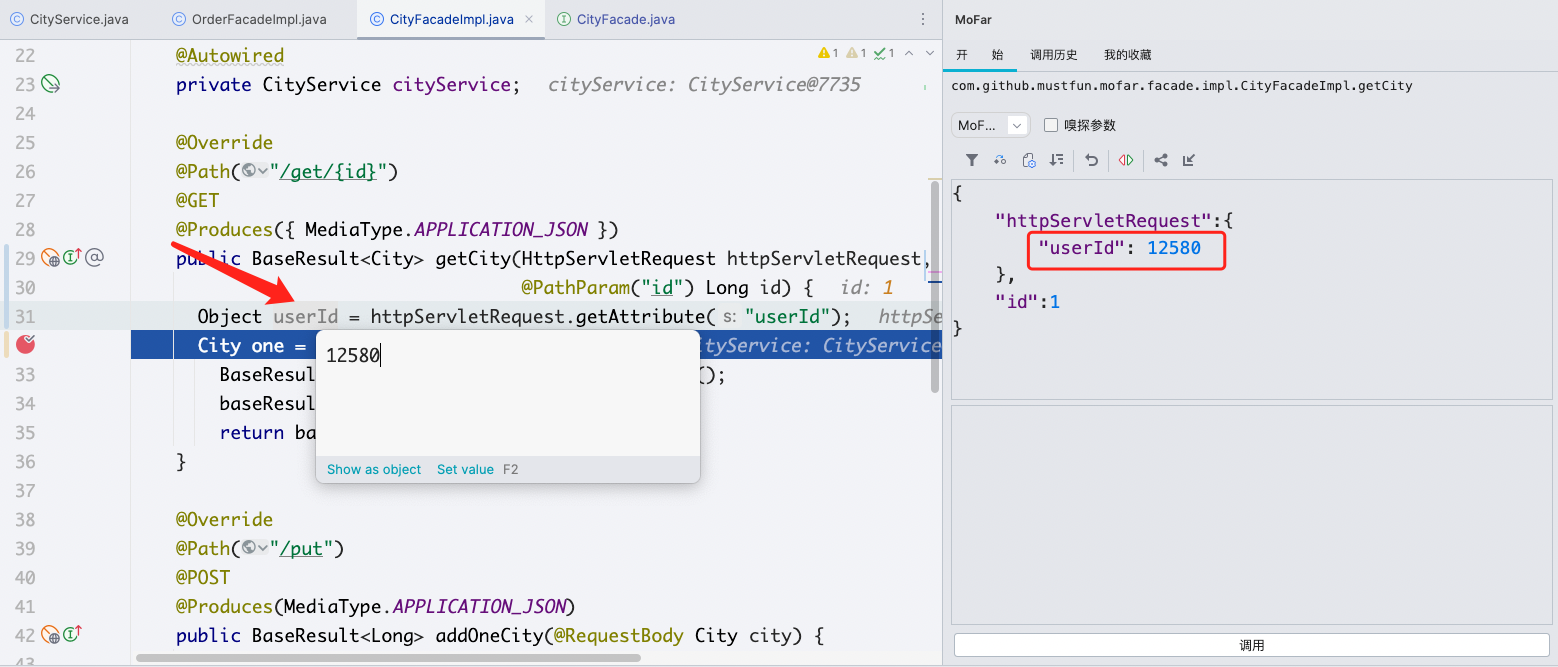 CityService.java OrderFacadeImpl.java CityFacadeImpl.java CityFacade.java
22 @Autowired 1 1 1
23 private CityService cityService; cityService: CityService@7735
24
25 @Override
26 @Path("/get/{id}")
27 @GET
28 @Produces({ MediaType.APPLICATION_JSON })
29 public BaseResult<City> getCity(HttpServletRequest httpServletRequest,
30 @PathParam("id") Long id) { id: 1
31 Object userId = httpServletRequest.getAttribute( s: "userId"); httpSe
City one = ityService: CityService
33 BaseResul ();
34 baseResul
35 return ba
36 }
37
38 @Override
39 @Path("/put")
40 @POST
41 @Produces(MediaType.APPLICATION_JSON)
42 public BaseResult<Long> addOneCity(@RequestBody City city) {
43
12580
Show as object Set value F2
MoFar
开 始 调用历史 我的收藏
com.github.mustfun.mofar.facade.impl.CityFacadeImpl.getCity
MoF... 嗅探参数
{
"httpServletRequest":{
"userId": 12580
},
"id":1
}
调用